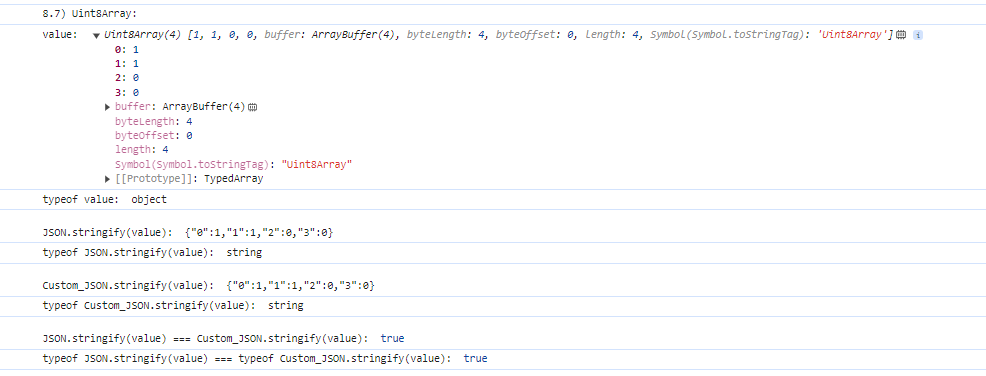 8.7) Uint8Array:
value:  ▼ Uint8Array(4) [1, 1, 0, 0, buffer: ArrayBuffer(4), byteLength: 4, byteOffset: 0, length: 4, Symbol(Symbol.toStringTag): 'Uint8Array'] i
0: 1
1: 1
2: 0
3: 0
▶ buffer: ArrayBuffer(4)
byteLength: 4
byteOffset: 0
length: 4
Symbol(Symbol.toStringTag): "Uint8Array"
▶ [[Prototype]]: TypedArray
typeof value:  object
JSON.stringify(value):  {"0":1,"1":1,"2":0,"3":0}
typeof JSON.stringify(value):  string
Custom_JSON.stringify(value):  {"0":1,"1":1,"2":0,"3":0}
typeof Custom_JSON.stringify(value):  string
JSON.stringify(value) === Custom_JSON.stringify(value):  true
typeof JSON.stringify(value) === typeof Custom_JSON.stringify(value):  true